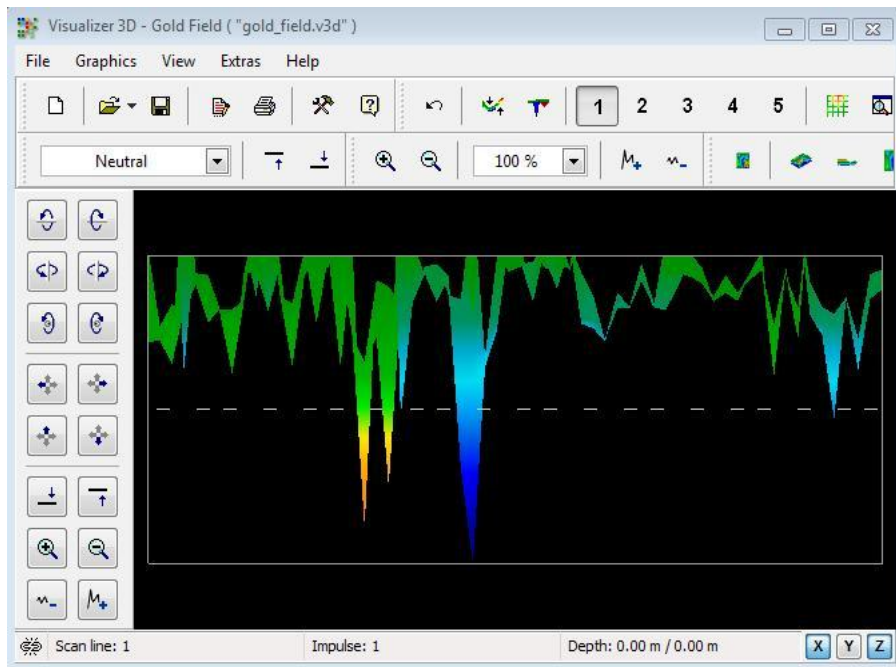 Visualizer 3D - Gold Field ( "gold_field.v3d" )
File Graphics View Extras Help
1 2 3 4 5
Neutral 100 %
Scan line: 1 Impulse: 1 Depth: 0.00 m / 0.00 m X Y Z